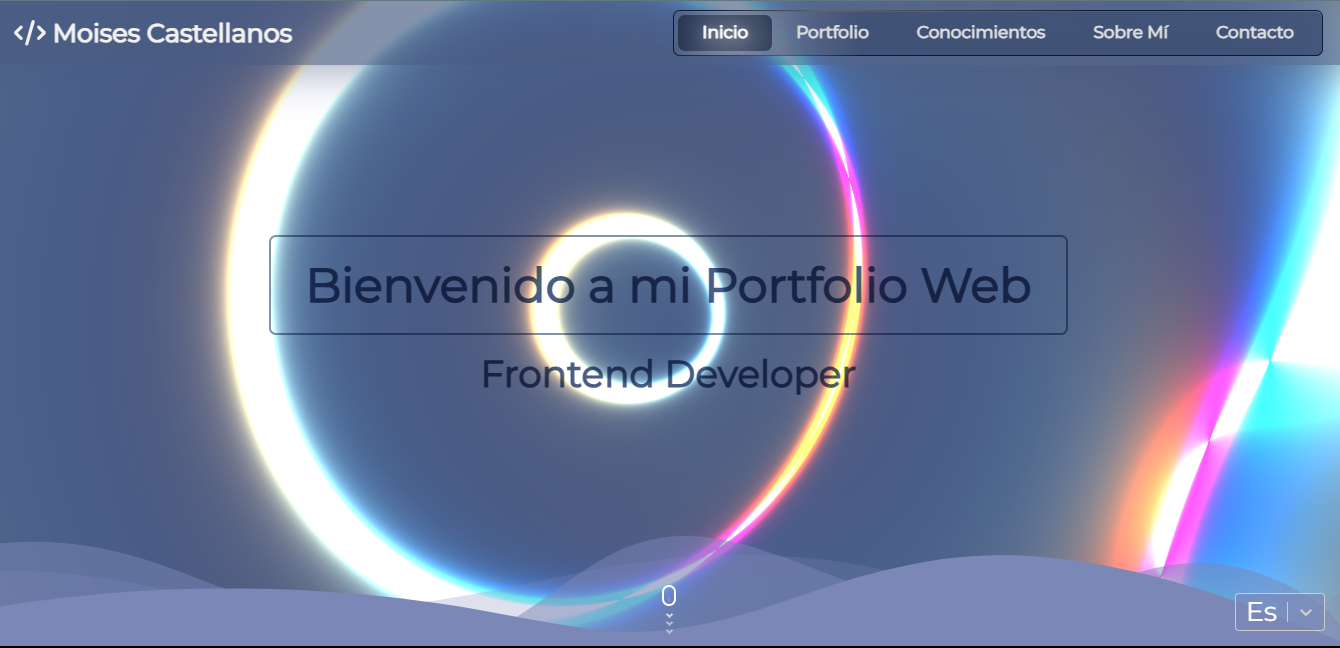 </> Moises Castellanos
Inicio Portfolio Conocimientos Sobre Mí Contacto
Bienvenido a mi Portfolio Web
Frontend Developer
Es